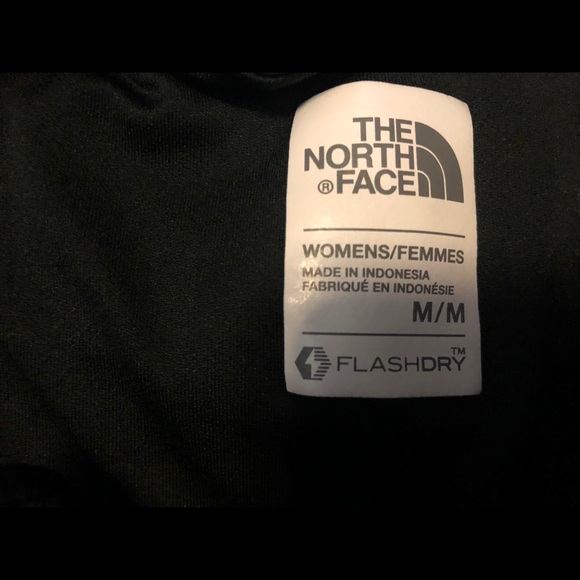 THE
NORTH
® FACE
WOMENS/FEMMES
MADE IN INDONESIA
FABRIQUÉ EN INDONÉSIE
M/M
FLASHDRY™